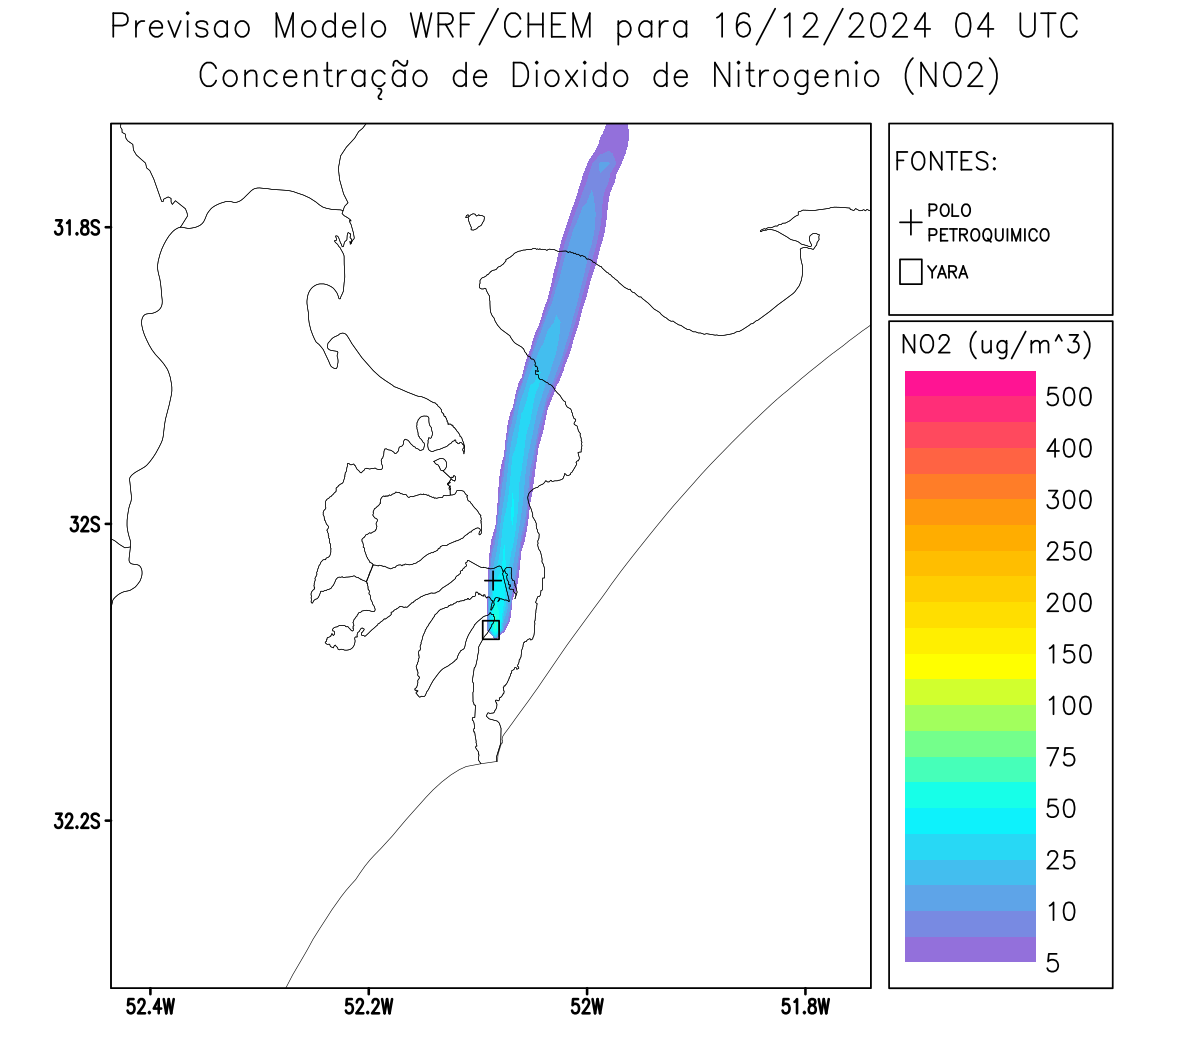 Previsao Modelo WRF/CHEM para 16/12/2024 04 UTC
Concentração de Dioxido de Nitrogenio (NO2)
FONTES:
POLO
PETROQUIMICO
YARA
NO2 (ug/m^3)
500
400
300
250
200
150
100
75
50
25
10
5
31.8S
32S
32.2S
52.4W
52.2W
52W
51.8W